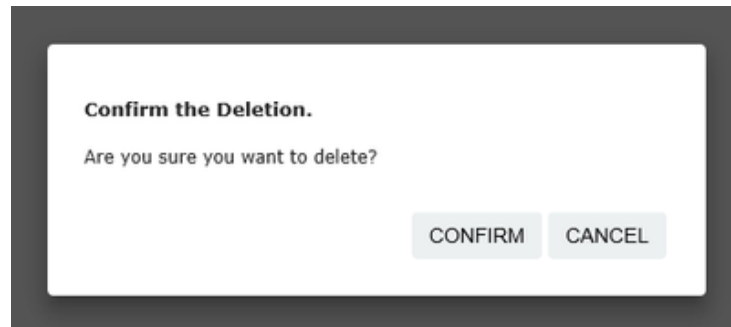 Confirm the Deletion.
Are you sure you want to delete?
CONFIRM CANCEL